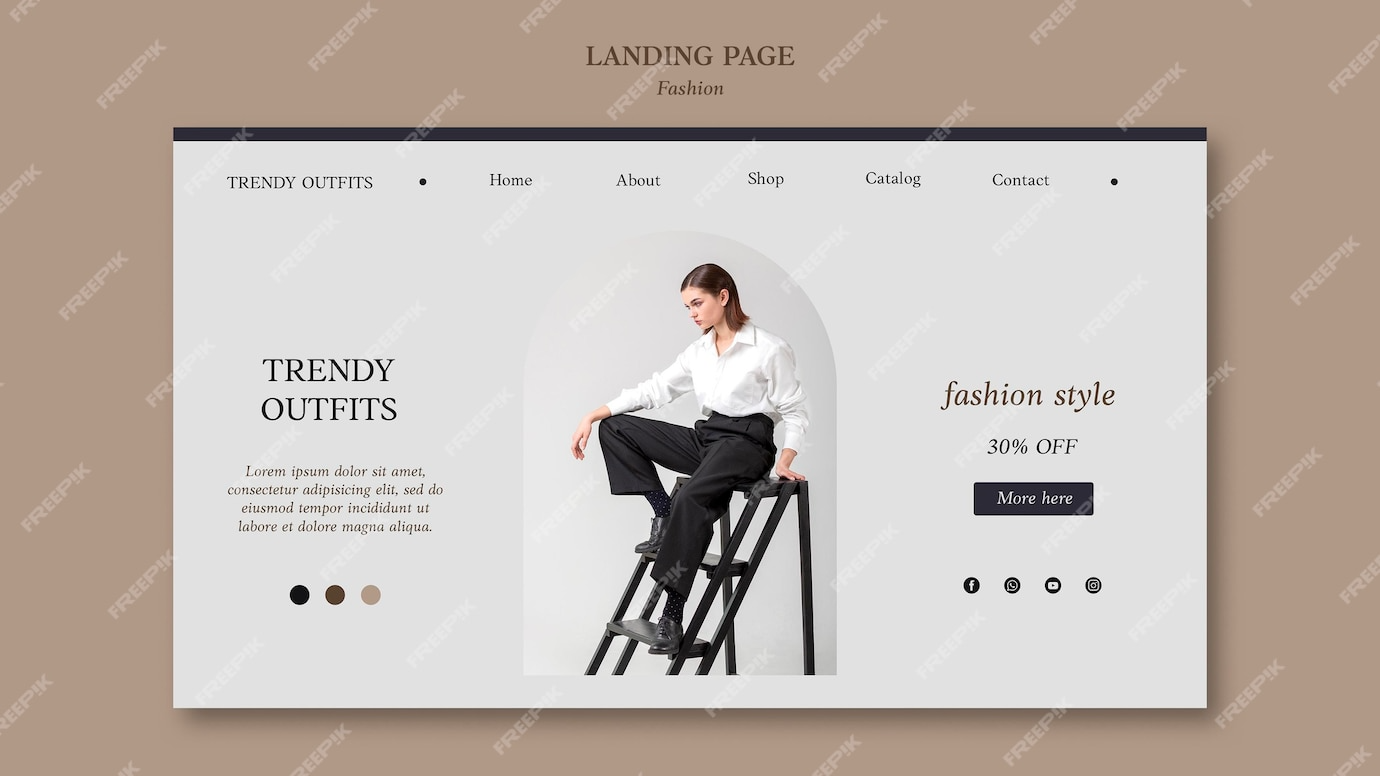 LANDING PAGE
Fashion
TRENDY OUTFITS
Home
About
Shop
Catalog
Contact
TRENDY
OUTFITS
Lorem ipsum dolor sit amet,
consectetur adipisicing elit, sed do
eiusmod tempor incididunt ut
labore et dolore magna aliqua.
fashion style
30% OFF
More here
FREEPIK